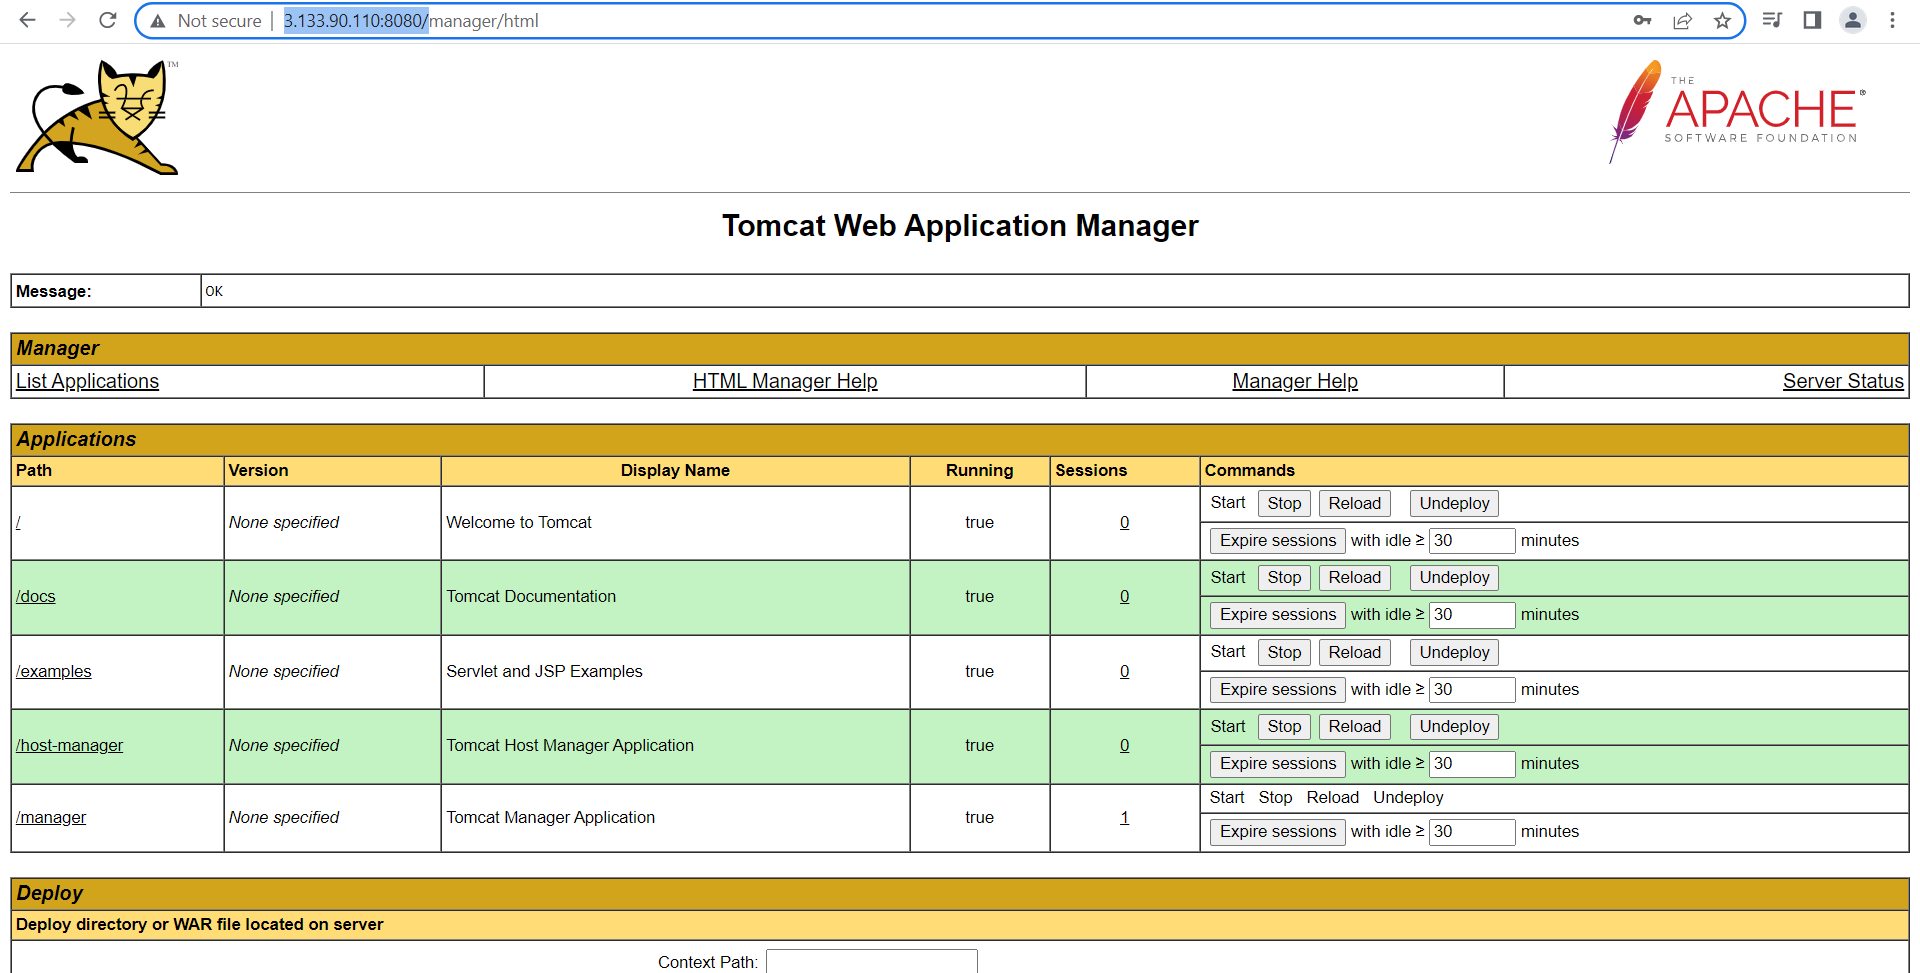 Not secure | 3.133.90.110:8080/manager/html
TM
THE
APACHE®
SOFTWARE FOUNDATION
Tomcat Web Application Manager
Message: OK
Manager
List Applications HTML Manager Help Manager Help Server Status
Applications
Path Version Display Name Running Sessions Commands
/ None specified Welcome to Tomcat true 0 Start Stop Reload Undeploy
Expire sessions with idle ≥ 30 minutes
/docs None specified Tomcat Documentation true 0 Start Stop Reload Undeploy
Expire sessions with idle ≥ 30 minutes
/examples None specified Servlet and JSP Examples true 0 Start Stop Reload Undeploy
Expire sessions with idle ≥ 30 minutes
/host-manager None specified Tomcat Host Manager Application true 0 Start Stop Reload Undeploy
Expire sessions with idle ≥ 30 minutes
/manager None specified Tomcat Manager Application true 1 Start Stop Reload Undeploy
Expire sessions with idle ≥ 30 minutes
Deploy
Deploy directory or WAR file located on server
Context Path: